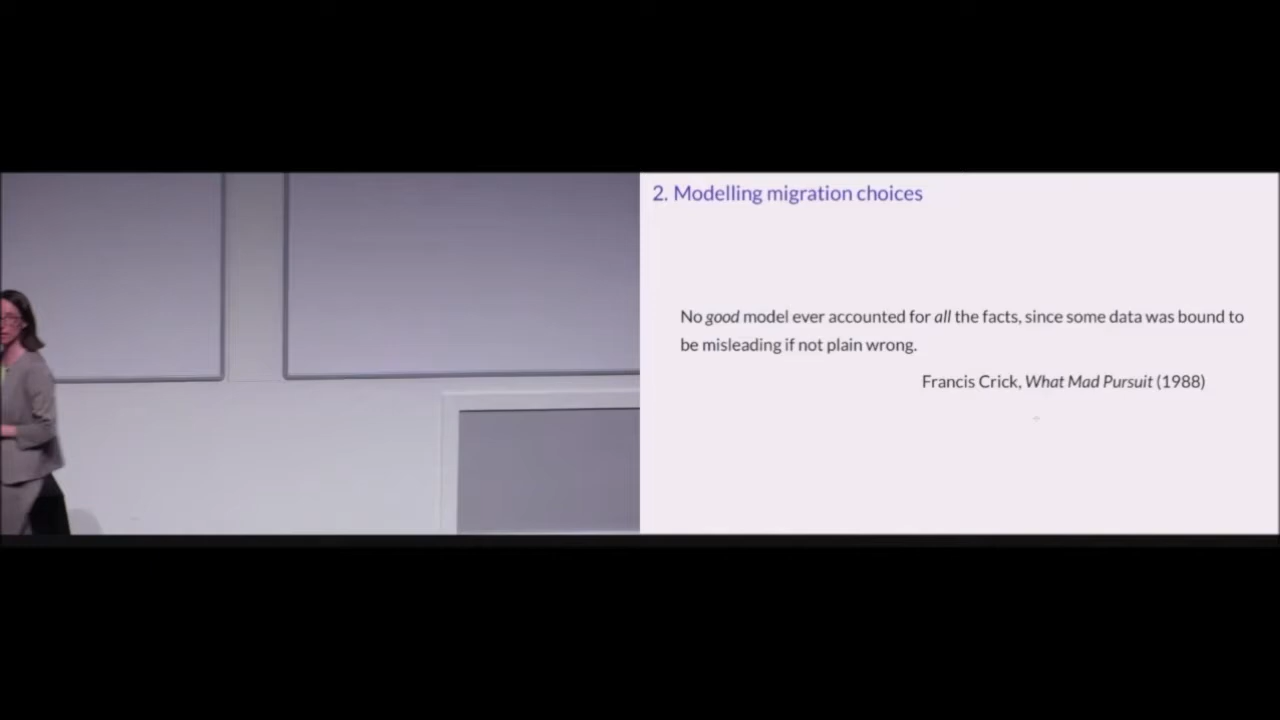 2. Modelling migration choices
No good model ever accounted for all the facts, since some data was bound to
be misleading if not plain wrong.
Francis Crick, What Mad Pursuit (1988)